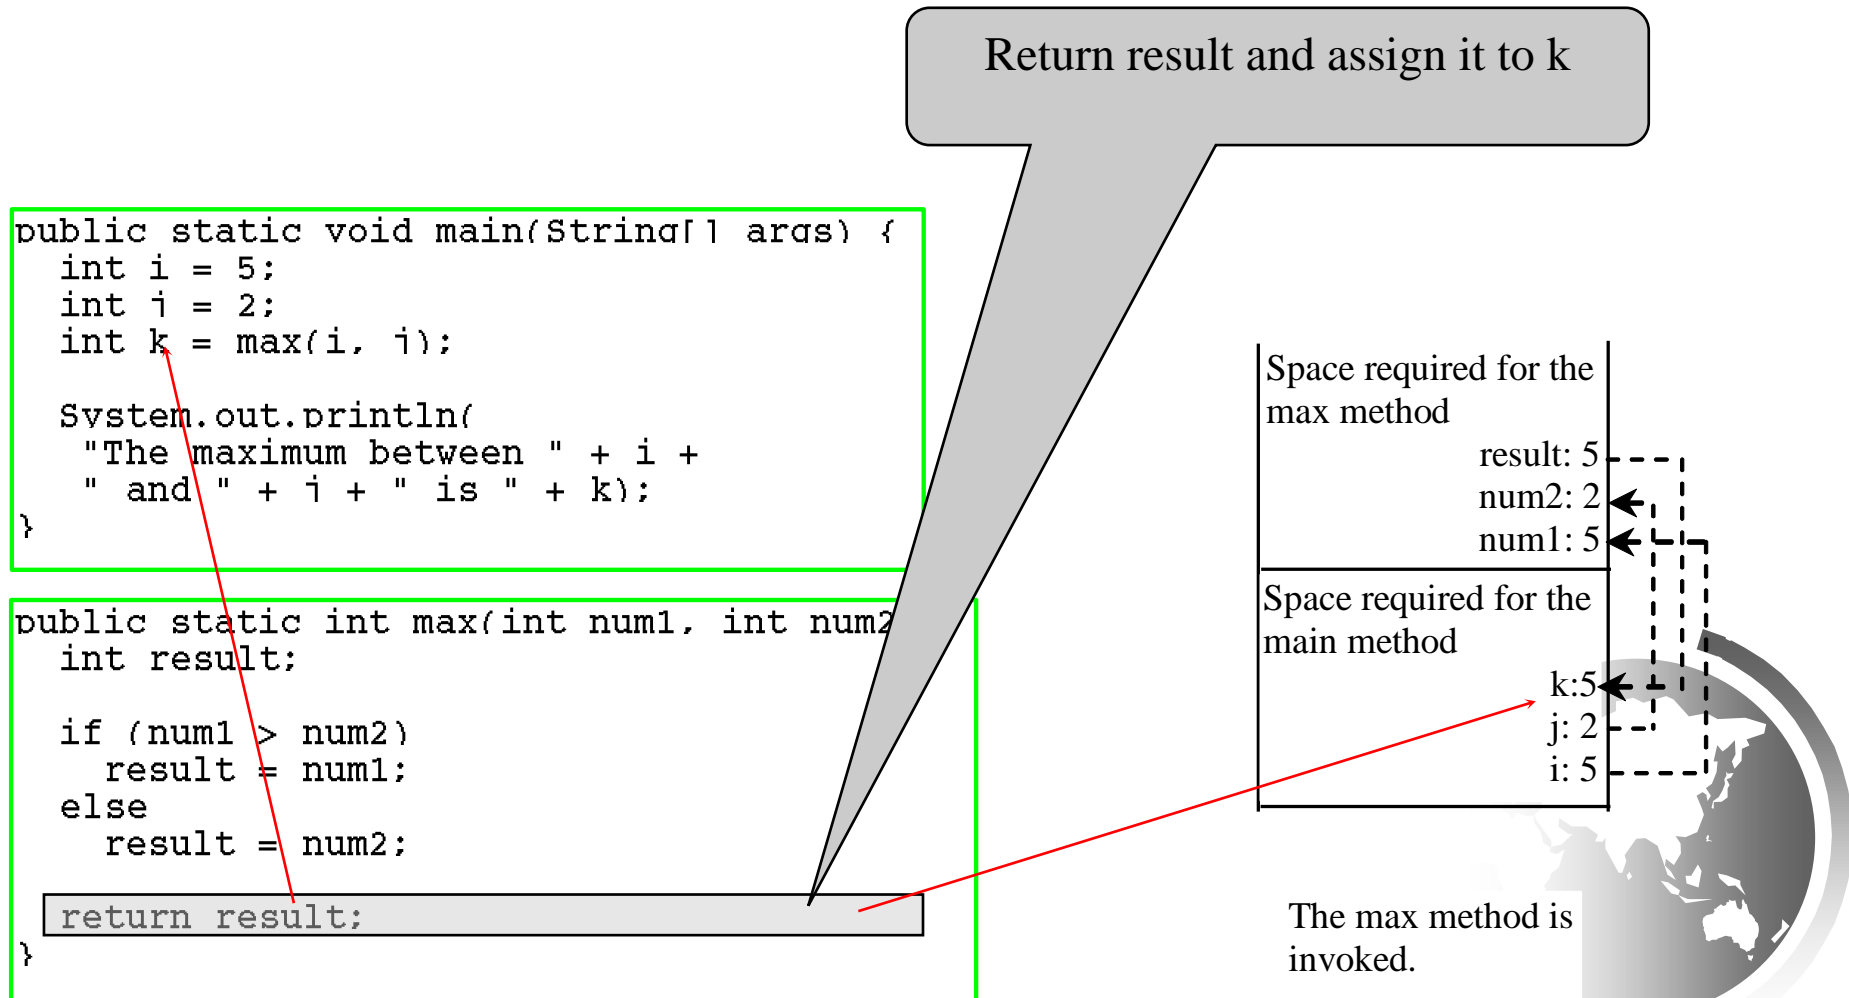 Return result and assign it to k
public static void main(String[] args) {
int i = 5;
int j = 2;
int k = max(i, j);
System.out.println(
"The maximum between " + i +
" and " + j + " is " + k);
}
public static int max(int num1, int num2
int result;
if (num1 > num2)
result = num1;
else
result = num2;
return result;
}
Space required for the
max method
result: 5
num2: 2
num1: 5
Space required for the
main method
k:5
j: 2
i: 5
The max method is
invoked.